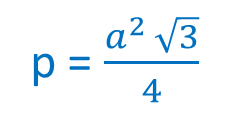 p = a² √3 / 4